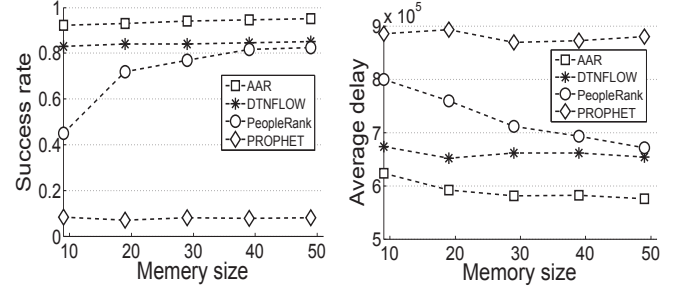 Success rate
1
0.8
0.6
0.4
0.2
0
10 20 30 40 50
Memery size
AAR
DTNFLOW
PeopleRank
PROPHET
Average delay
9 x 10^5
8
7
6
5
10 20 30 40 50
Memory size
AAR
DTNFLOW
PeopleRank
PROPHET